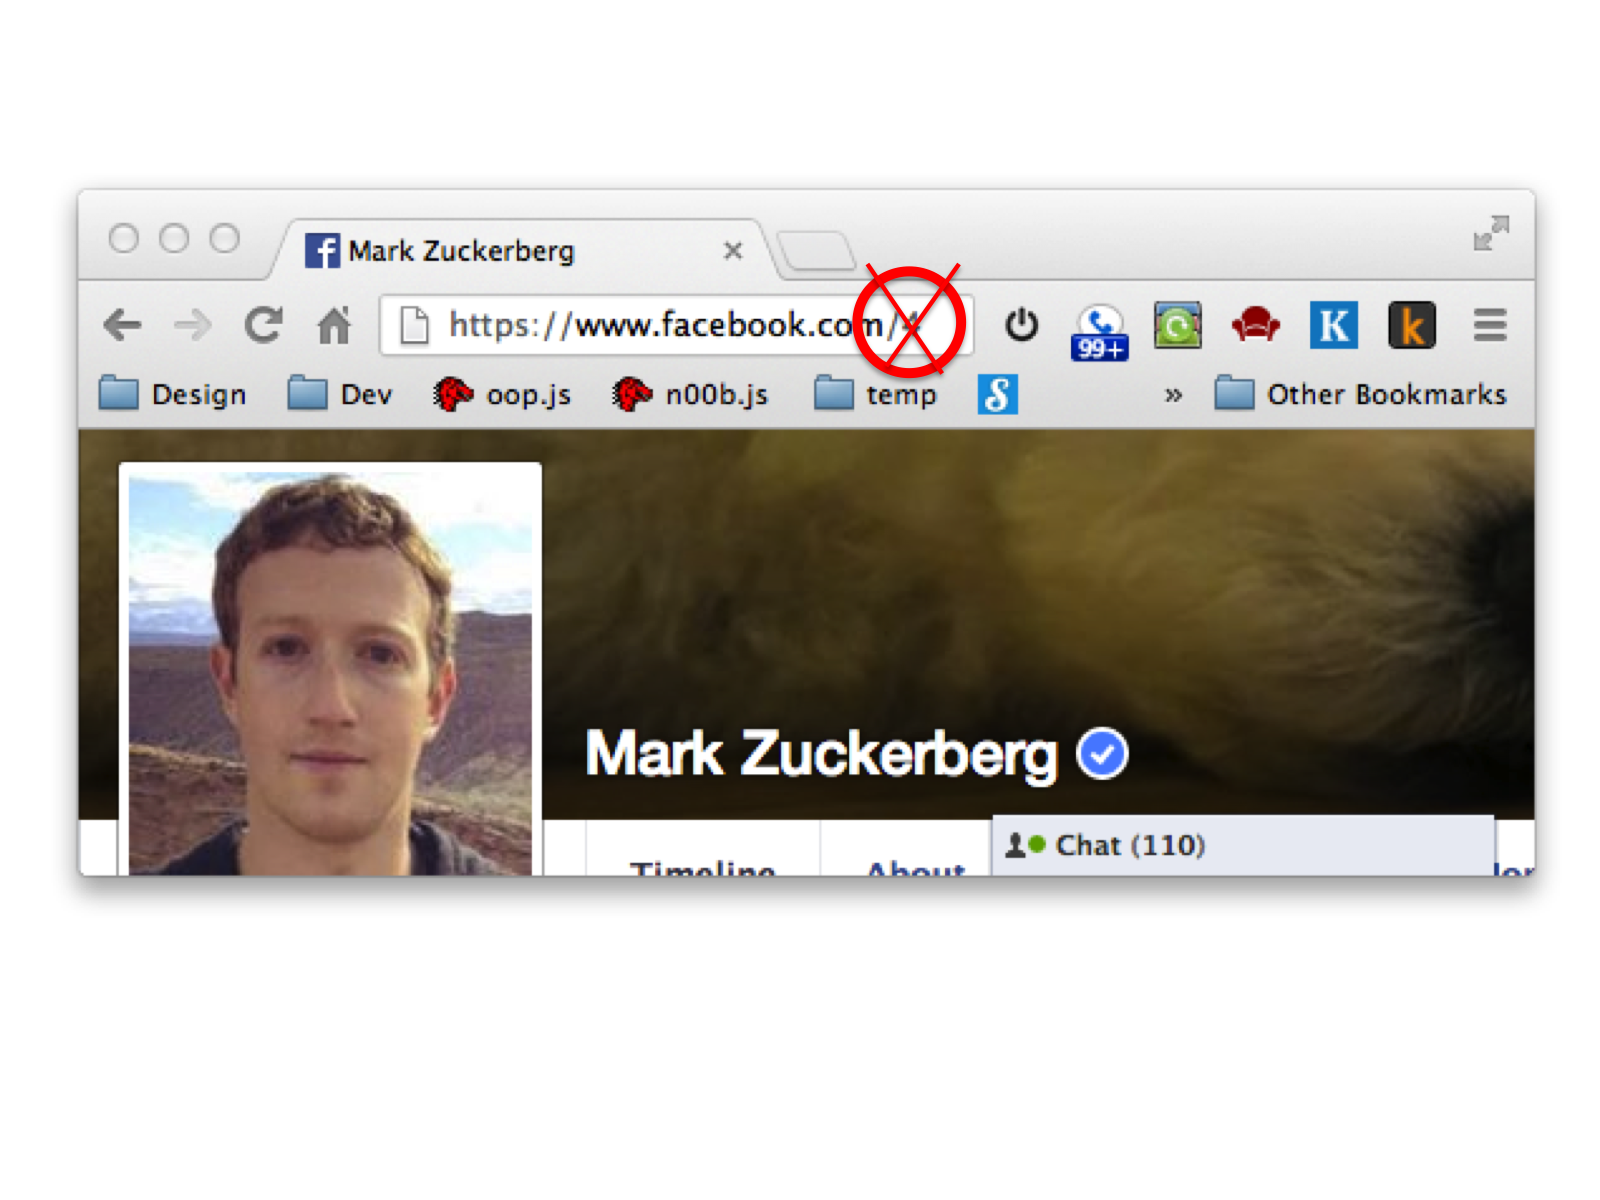 Mark Zuckerberg
https://www.facebook.com/4
99+
K
k
Design Dev oop.js n00b.js temp S » Other Bookmarks
Mark Zuckerberg
Chat (110)
Timeline About